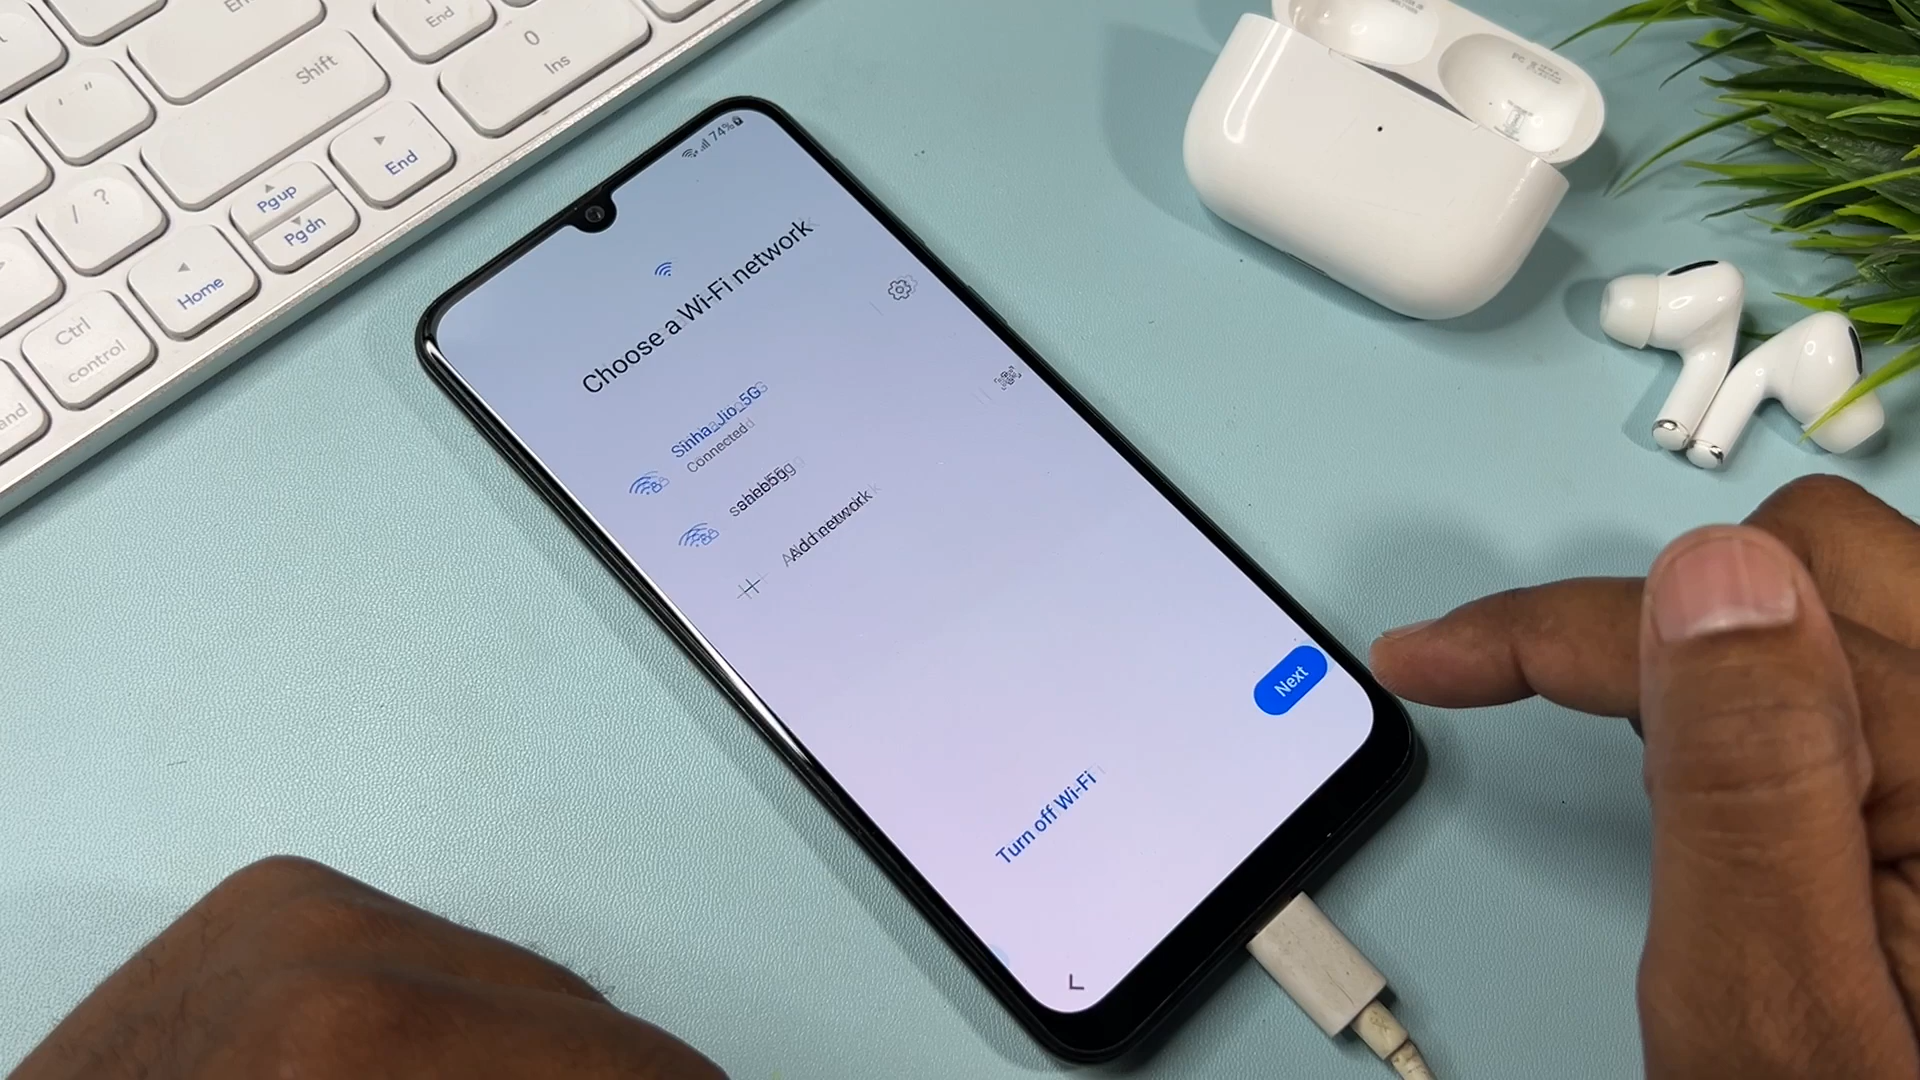 End
0
Ins
Shift
' "
/ ?
Pgup
Pgdn
End
Home
Ctrl
control
74%
Choose a Wi-Fi network
Sinha_Jio_5G
Connected
Add network
Next
Turn off Wi-Fi